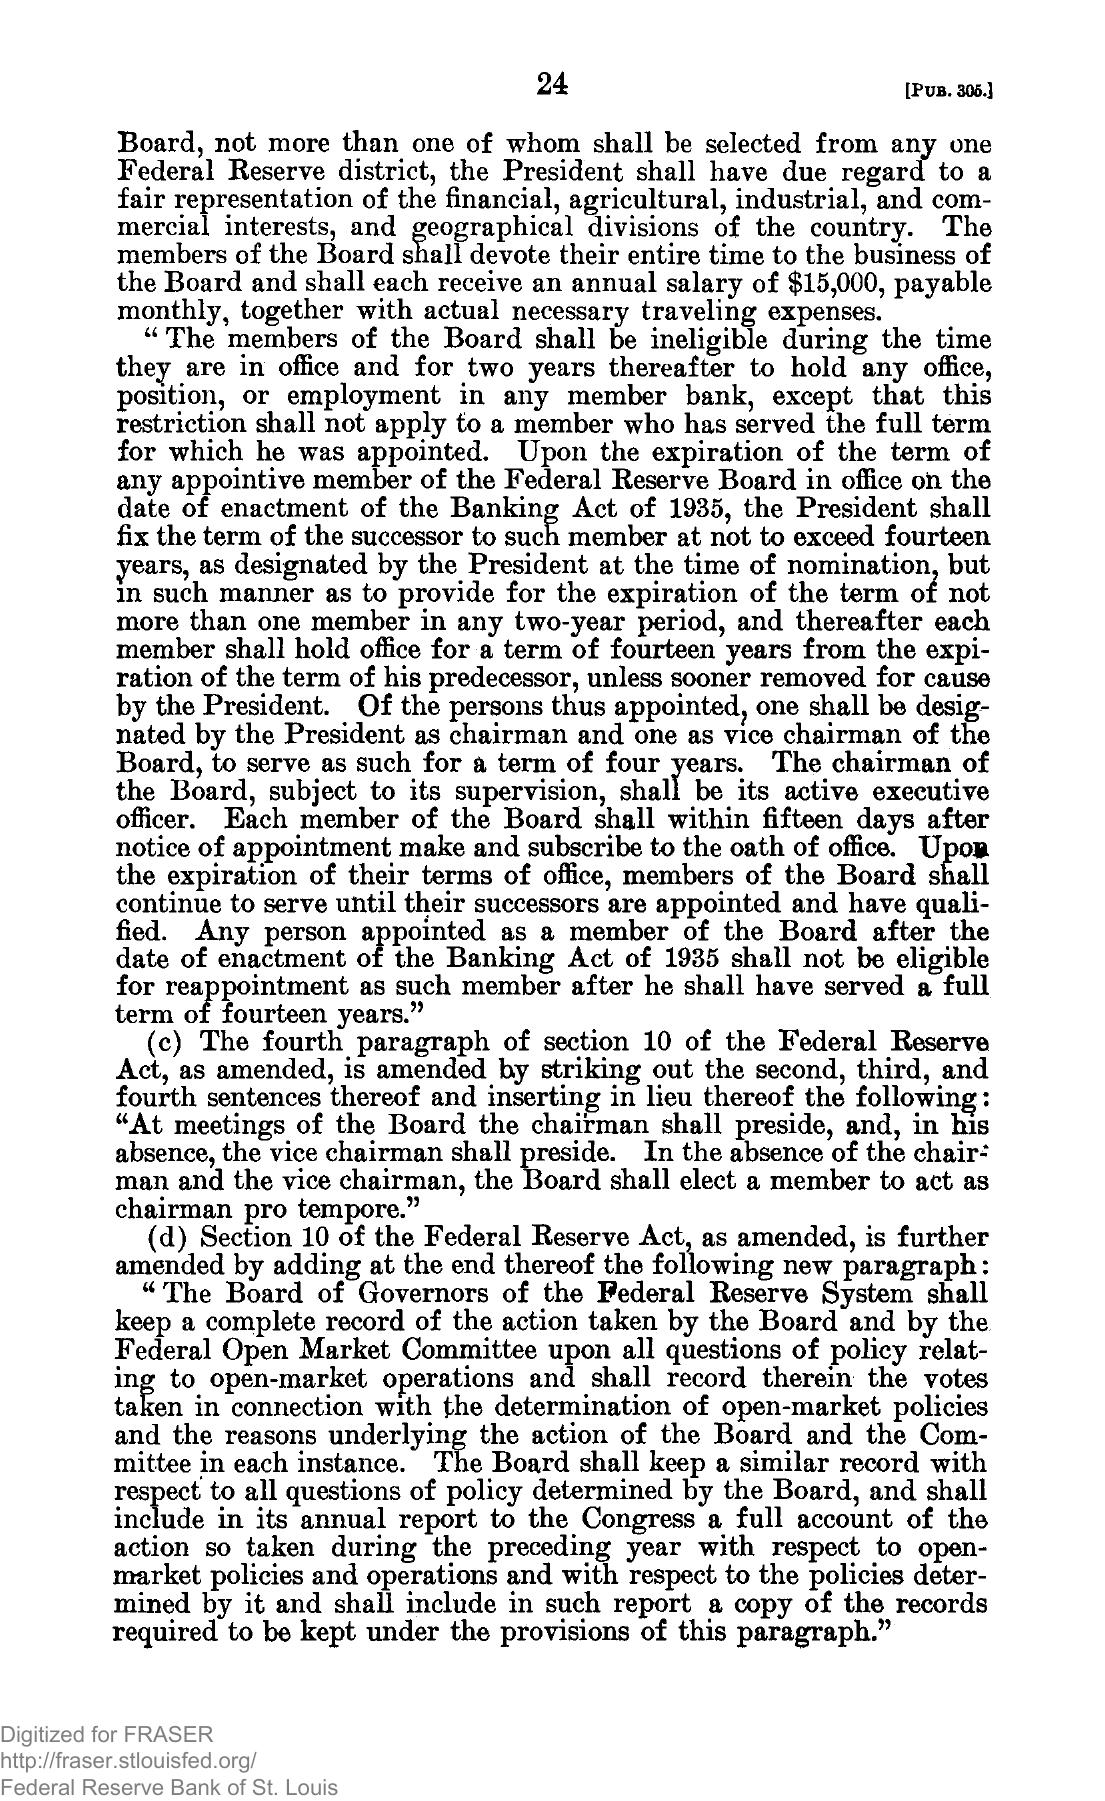 24 [PUB. 305.]
Board, not more than one of whom shall be selected from any one
Federal Reserve district, the President shall have due regard to a
fair representation of the financial, agricultural, industrial, and com-
mercial interests, and geographical divisions of the country. The
members of the Board shall devote their entire time to the business of
the Board and shall each receive an annual salary of $15,000, payable
monthly, together with actual necessary traveling expenses.
“ The members of the Board shall be ineligible during the time
they are in office and for two years thereafter to hold any office,
position, or employment in any member bank, except that this
restriction shall not apply to a member who has served the full term
for which he was appointed. Upon the expiration of the term of
any appointive member of the Federal Reserve Board in office on the
date of enactment of the Banking Act of 1935, the President shall
fix the term of the successor to such member at not to exceed fourteen
years, as designated by the President at the time of nomination, but
in such manner as to provide for the expiration of the term of not
more than one member in any two-year period, and thereafter each
member shall hold office for a term of fourteen years from the expi-
ration of the term of his predecessor, unless sooner removed for cause
by the President. Of the persons thus appointed, one shall be desig-
nated by the President as chairman and one as vice chairman of the
Board, to serve as such for a term of four years. The chairman of
the Board, subject to its supervision, shall be its active executive
officer. Each member of the Board shall within fifteen days after
notice of appointment make and subscribe to the oath of office. Upon
the expiration of their terms of office, members of the Board shall
continue to serve until their successors are appointed and have quali-
fied. Any person appointed as a member of the Board after the
date of enactment of the Banking Act of 1935 shall not be eligible
for reappointment as such member after he shall have served a full
term of fourteen years.”
(c) The fourth paragraph of section 10 of the Federal Reserve
Act, as amended, is amended by striking out the second, third, and
fourth sentences thereof and inserting in lieu thereof the following:
“At meetings of the Board the chairman shall preside, and, in his
absence, the vice chairman shall preside. In the absence of the chair-
man and the vice chairman, the Board shall elect a member to act as
chairman pro tempore.”
(d) Section 10 of the Federal Reserve Act, as amended, is further
amended by adding at the end thereof the following new paragraph:
“ The Board of Governors of the Federal Reserve System shall
keep a complete record of the action taken by the Board and by the
Federal Open Market Committee upon all questions of policy relat-
ing to open-market operations and shall record therein the votes
taken in connection with the determination of open-market policies
and the reasons underlying the action of the Board and the Com-
mittee in each instance. The Board shall keep a similar record with
respect to all questions of policy determined by the Board, and shall
include in its annual report to the Congress a full account of the
action so taken during the preceding year with respect to open-
market policies and operations and with respect to the policies deter-
mined by it and shall include in such report a copy of the records
required to be kept under the provisions of this paragraph.”
Digitized for FRASER
http://fraser.stlouisfed.org/
Federal Reserve Bank of St. Louis